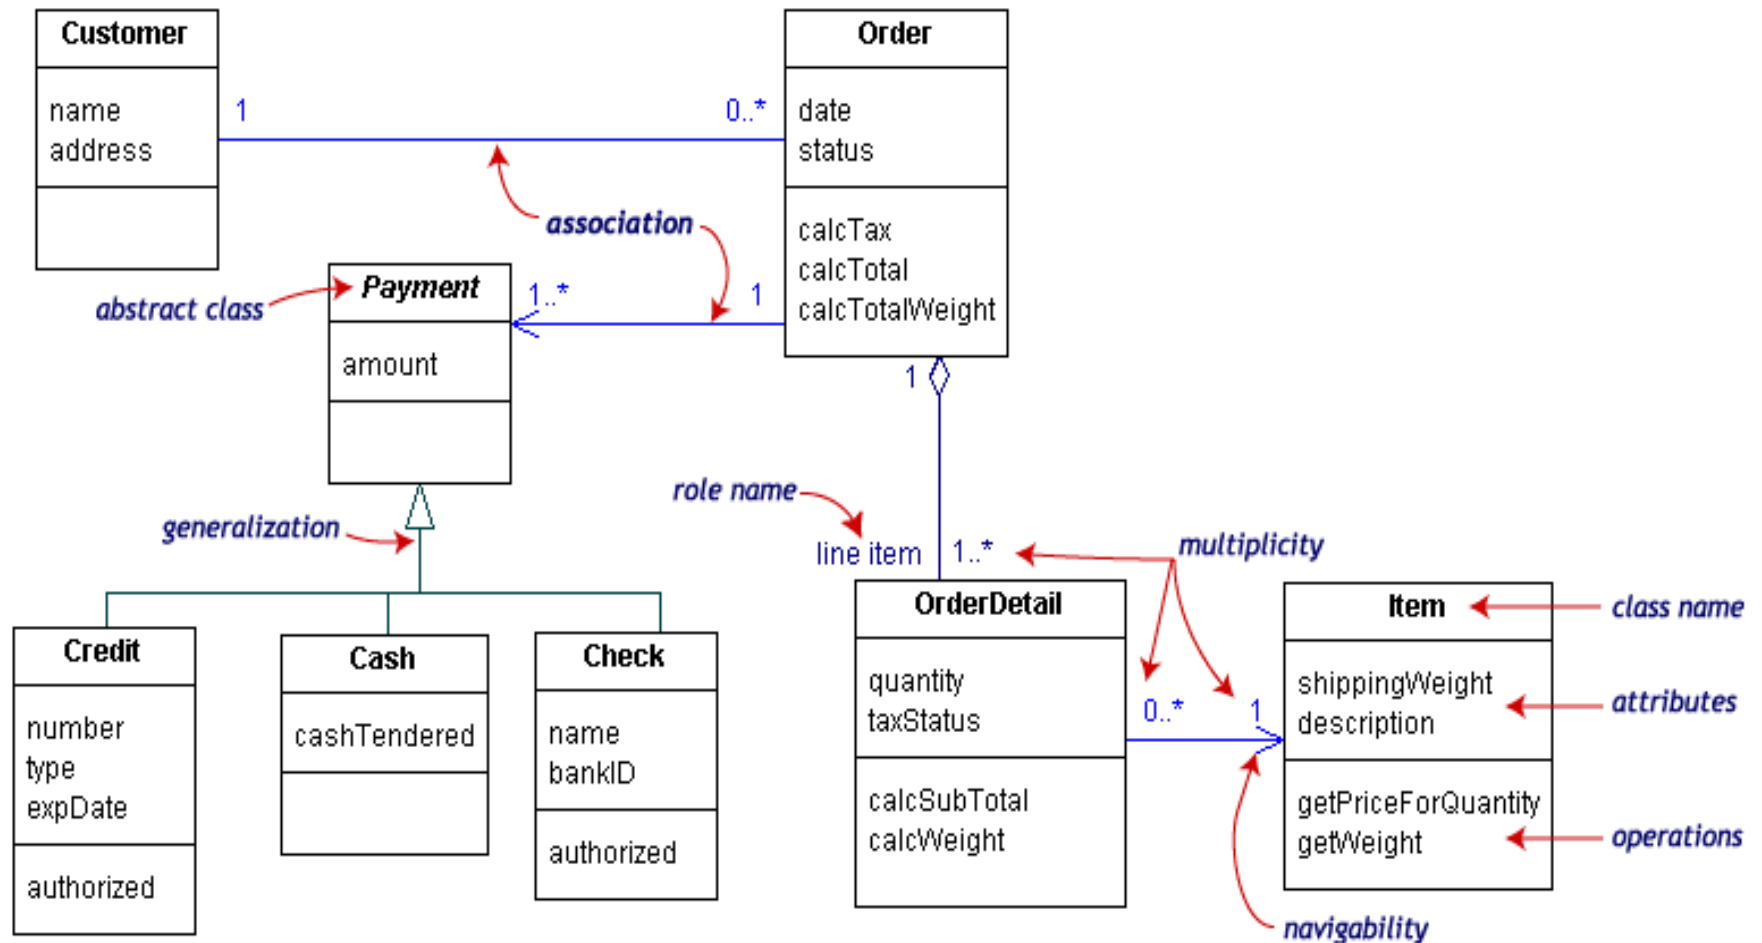 Customer
name
address
1
0..*
Order
date
status
calcTax
calcTotal
calcTotalWeight
association
abstract class
Payment
amount
1..*
1
1
generalization
role name
line item
1..*
multiplicity
Credit
number
type
expDate
authorized
Cash
cashTendered
Check
name
bankID
authorized
OrderDetail
quantity
taxStatus
calcSubTotal
calcWeight
0..*
1
Item
shippingWeight
description
getPriceForQuantity
getWeight
class name
attributes
operations
navigability